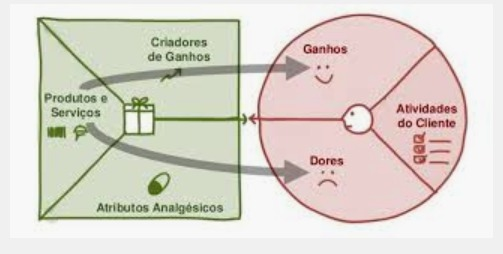 Criadores
de Ganhos
Produtos e
Serviços
Atributos Analgésicos
Ganhos
Atividades
do Cliente
Dores